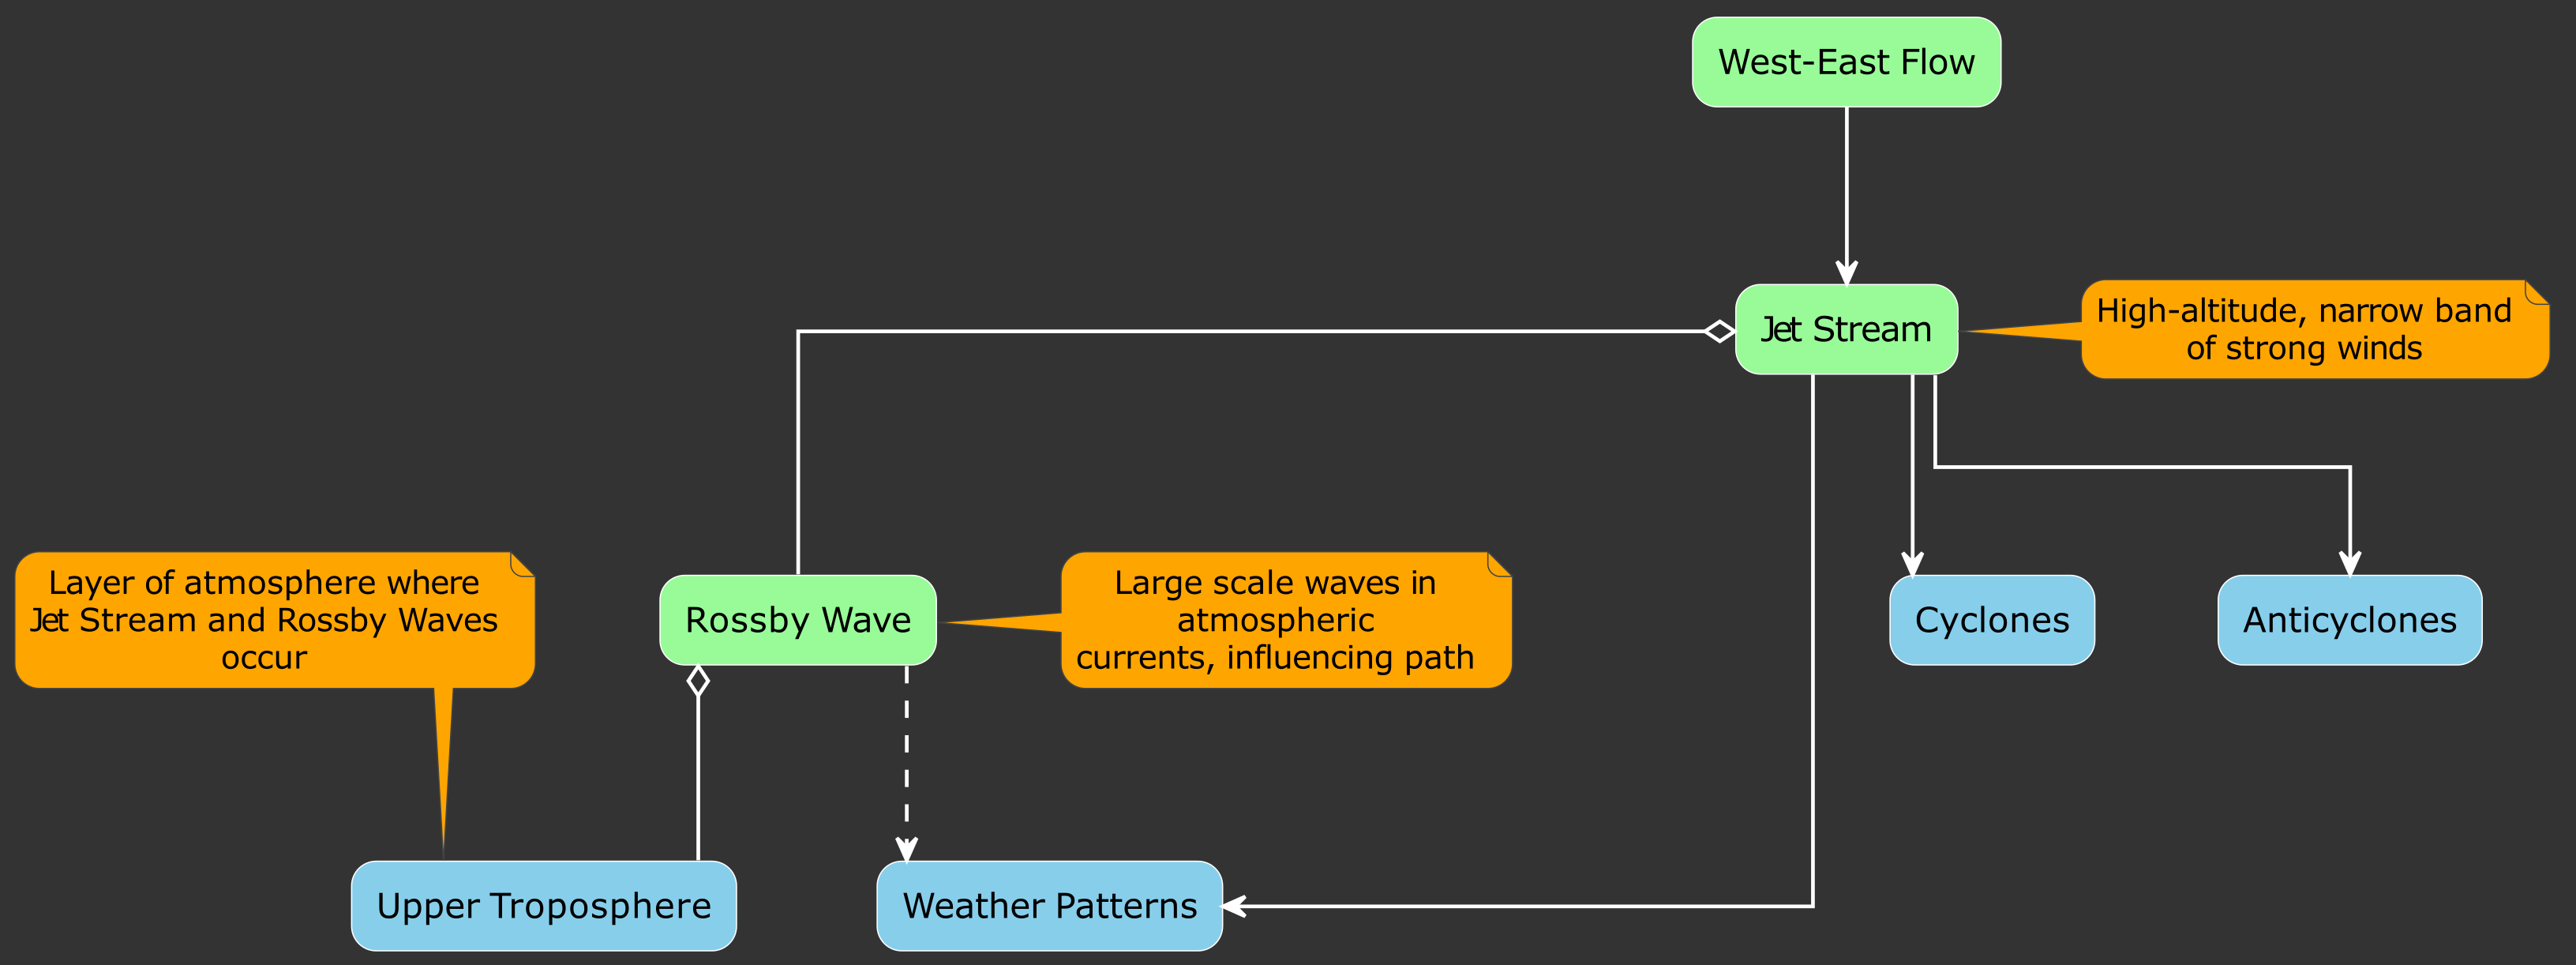 West-East Flow
Jet Stream
High-altitude, narrow band
of strong winds
Layer of atmosphere where
Jet Stream and Rossby Waves
occur
Rossby Wave
Large scale waves in
atmospheric
currents, influencing path
Cyclones
Anticyclones
Upper Troposphere
Weather Patterns